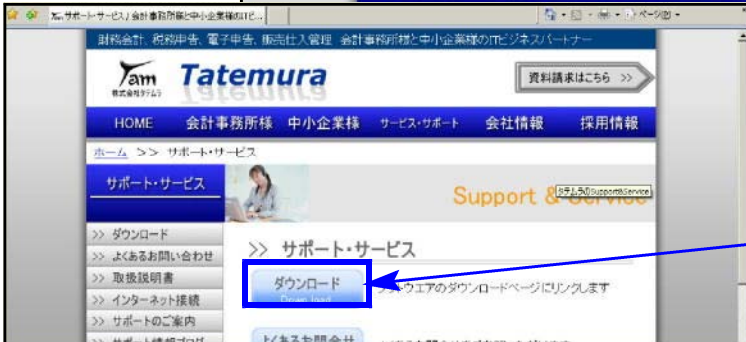 サポート・サービス | 会計事務所様と中小企業様のITビ...
ページ(P)
財務会計、税務申告、電子申告、販売仕入管理 会計事務所様と中小企業様のITビジネスパートナー
Tam
株式会社タテムラ
Tatemura
資料請求はこちら >>
HOME 会計事務所様 中小企業様 サービス・サポート 会社情報 採用情報
ホーム >> サポート・サービス
サポート・サービス
Support & Service
タテムラのSupport&Service
>> ダウンロード
>> よくあるお問い合わせ
>> 取扱説明書
>> インターネット接続
>> サポートのご案内
>> サポート・サービス
ダウンロード
Down load
ソフトウエアのダウンロードページにリンクします
よくあるお問合せ